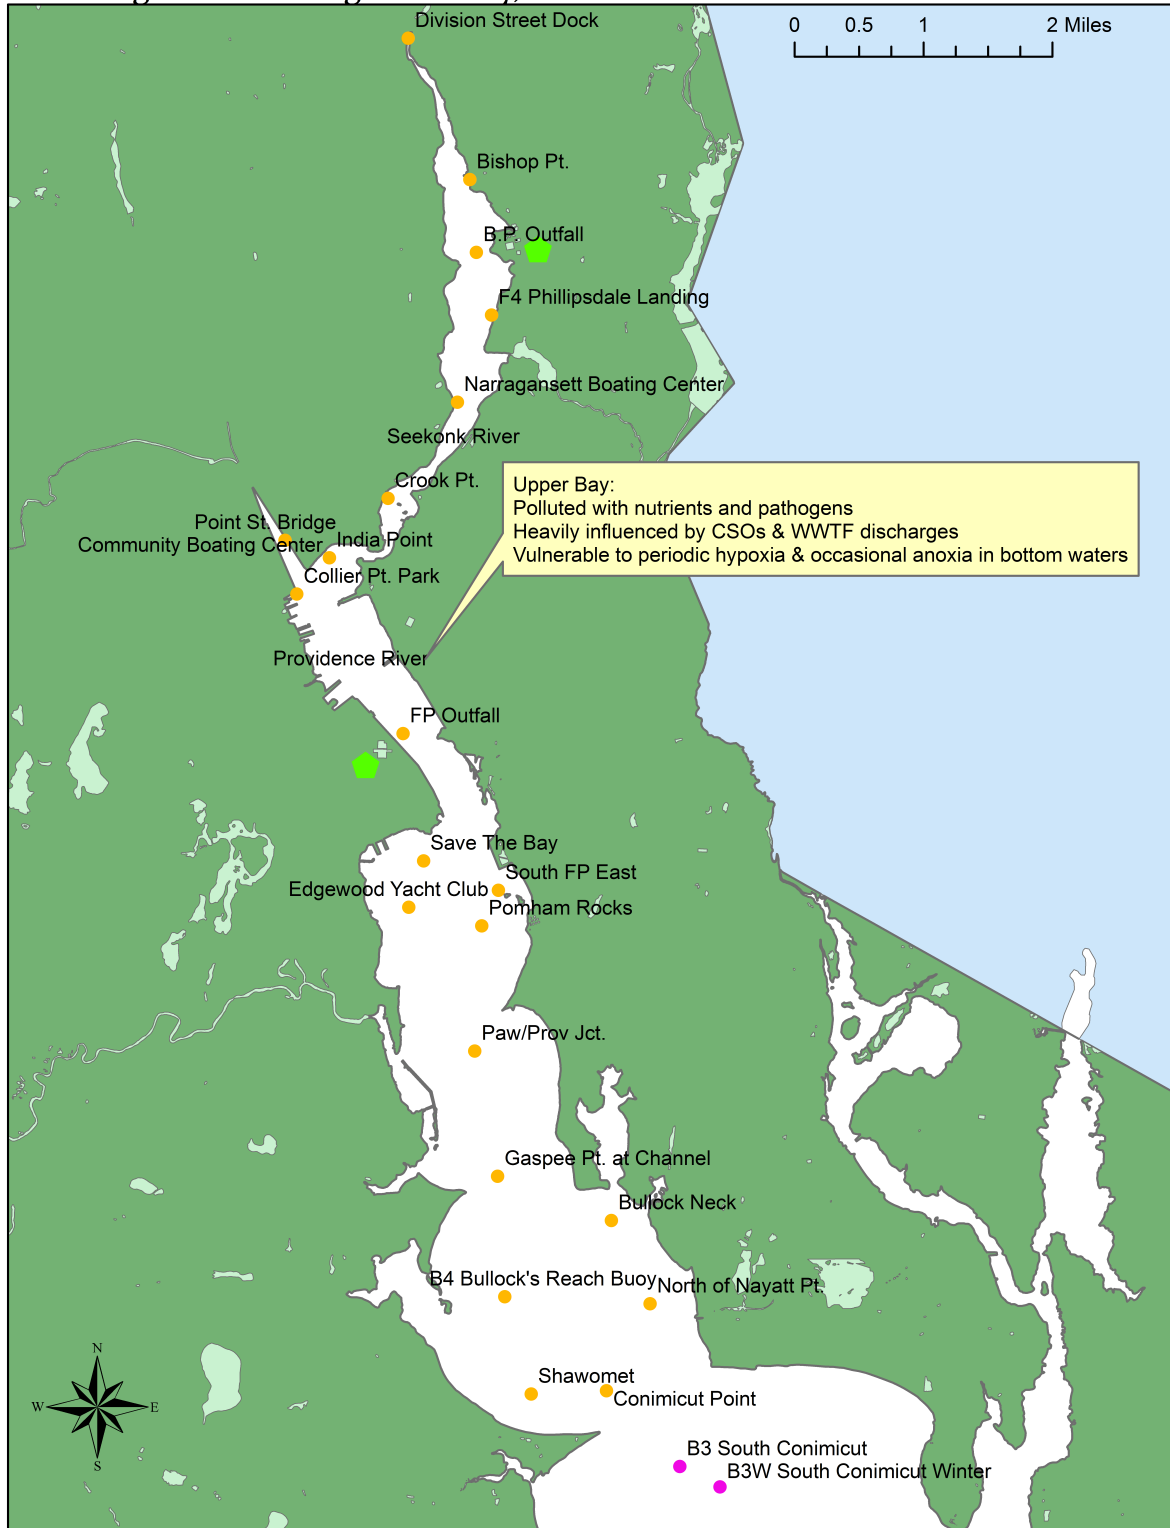 Division Street Dock
0 0.5 1 2 Miles
Bishop Pt.
B.P. Outfall
F4 Phillipsdale Landing
Narragansett Boating Center
Seekonk River
Crook Pt.
Upper Bay:
Polluted with nutrients and pathogens
Heavily influenced by CSOs & WWTF discharges
Vulnerable to periodic hypoxia & occasional anoxia in bottom waters
Point St. Bridge
Community Boating Center
India Point
Collier Pt. Park
Providence River
FP Outfall
Save The Bay
South FP East
Edgewood Yacht Club
Pomham Rocks
Paw/Prov Jct.
Gaspee Pt. at Channel
Bullock Neck
B4 Bullock's Reach Buoy
North of Nayatt Pt.
Shawomet
Conimicut Point
N
W E
S
B3 South Conimicut
B3W South Conimicut Winter